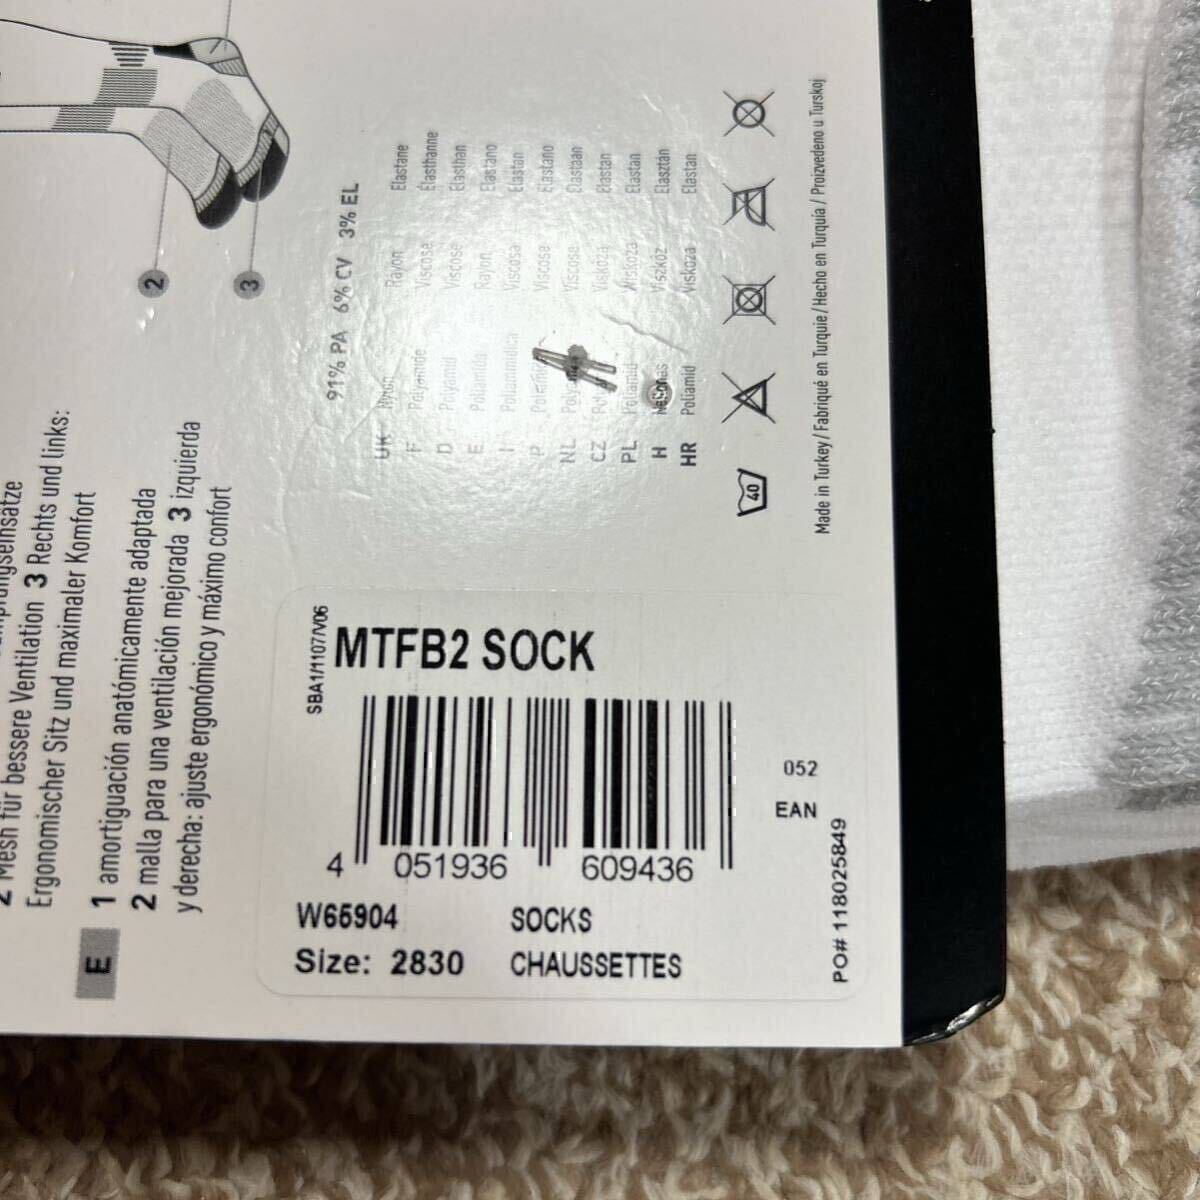 2
3
2 Mesh für bessere Ventilation 3 Rechts und links:
Ergonomischer Sitz und maximaler Komfort
E
1 amortiguación anatómicamente adaptada
2 malla para una ventilación mejorada 3 izquierda
y derecha: ajuste ergonómico y máximo confort
91% PA 6% CV 3% EL
UK Nylon Rayon Elastane
F Polyamide Viscose Élasthanne
D Polyamid Viscose Elasthan
E Poliamida Rayon Elastano
I Poliammidica Viscosa Elastan
P Viscose Elastano
NL Viscose Elastaan
CZ Viskóza Elastan
PL Poliamid Wiskoza Elastan
H Viszkóz Elasztán
HR Poliamid Viskoza Elastan
40
Made in Turkey / Fabriqué en Turquie / Hecho en Turquia / Proizvedeno u Turskoj
SBA1/1107/V06
MTFB2 SOCK
4 051936 609436
052
EAN
W65904 SOCKS
Size: 2830 CHAUSSETTES
PO# 118025849